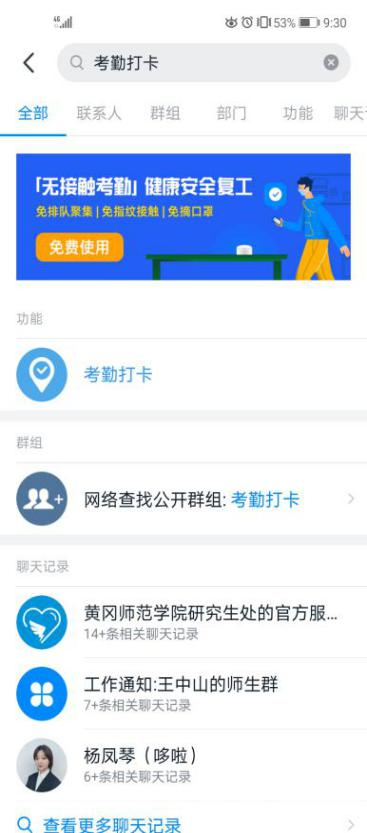 4G
53%
9:30
考勤打卡
全部 联系人 群组 部门 功能
「无接触考勤」健康安全复工
免排队聚集|免指纹接触|免摘口罩
免费使用
功能
考勤打卡
群组
网络查找公开群组: 考勤打卡
聊天记录
黄冈师范学院研究生处的官方服...
14+条相关聊天记录
工作通知:王中山的师生群
7+条相关聊天记录
杨凤琴（哆啦）
6+条相关聊天记录
查看更多聊天记录